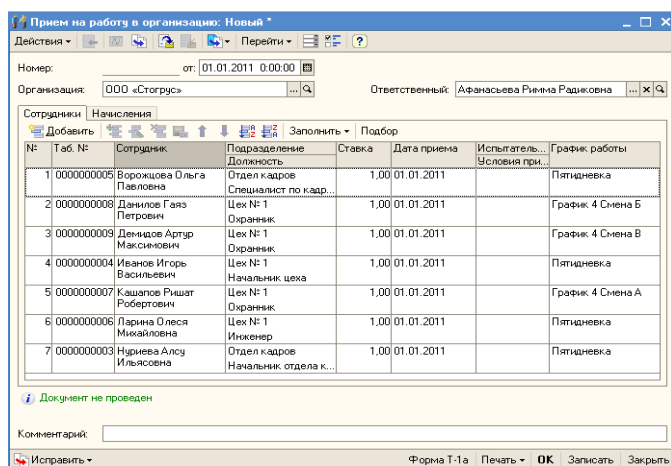 Прием на работу в организацию: Новый *
Действия Перейти
Номер: от: 01.01.2011 0:00:00
Организация: ООО «Стогрус» ... Ответственный: Афанасьева Римма Радиковна ...
Сотрудники Начисления
Добавить Заполнить Подбор
№ Таб. № Сотрудник Подразделение Ставка Дата приема Испытатель... График работы
Должность Условия при...
1 0000000005 Ворожцова Ольга Отдел кадров 1,00 01.01.2011 Пятидневка
Павловна Специалист по кадр...
2 0000000008 Данилов Гаяз Цех № 1 1,00 01.01.2011 График 4 Смена Б
Петрович Охранник
3 0000000009 Демидов Артур Цех № 1 1,00 01.01.2011 График 4 Смена В
Максимович Охранник
4 0000000004 Иванов Игорь Цех № 1 1,00 01.01.2011 Пятидневка
Васильевич Начальник цеха
5 0000000007 Кашапов Ришат Цех № 1 1,00 01.01.2011 График 4 Смена А
Робертович Охранник
6 0000000006 Ларина Олеся Цех № 1 1,00 01.01.2011 Пятидневка
Михайловна Инженер
7 0000000003 Нуриева Алсу Отдел кадров 1,00 01.01.2011 Пятидневка
Ильясовна Начальник отдела к...
Документ не проведен
Комментарий:
Исправить Форма Т-1а Печать OK Записать Закрыть